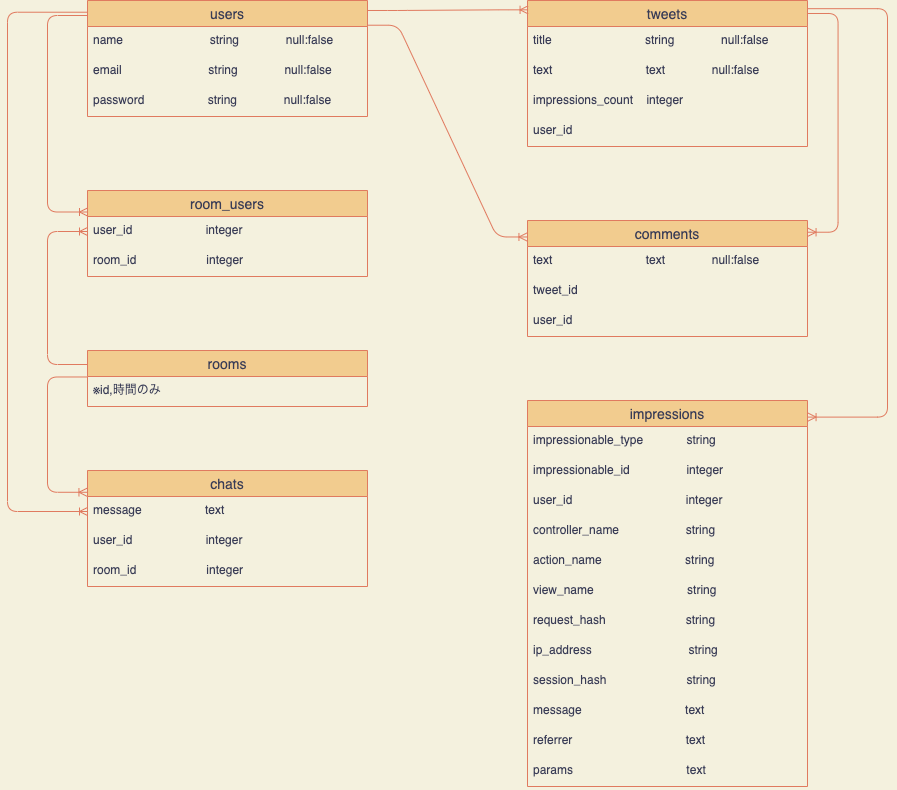 users
name string null:false
email string null:false
password string null:false
room_users
user_id integer
room_id integer
rooms
※id,時間のみ
chats
message text
user_id integer
room_id integer
tweets
title string null:false
text text null:false
impressions_count integer
user_id
comments
text text null:false
tweet_id
user_id
impressions
impressionable_type string
impressionable_id integer
user_id integer
controller_name string
action_name string
view_name string
request_hash string
ip_address string
session_hash string
message text
referrer text
params text